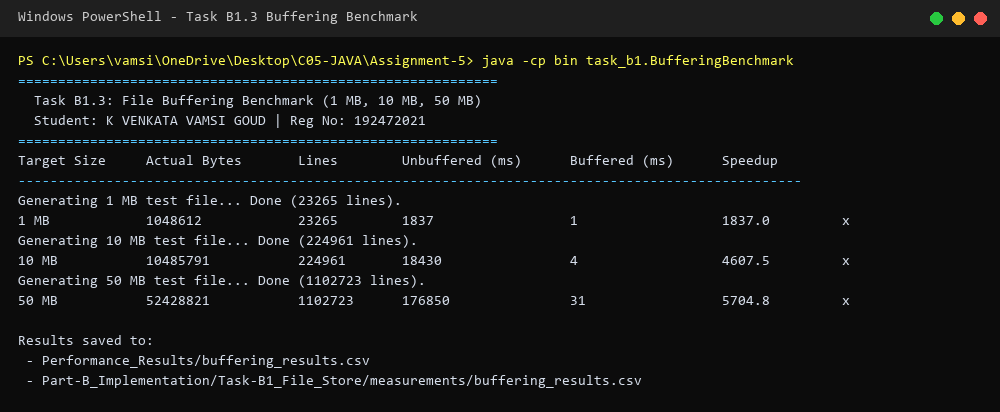 Windows PowerShell - Task B1.3 Buffering Benchmark
PS C:\Users\vamsi\OneDrive\Desktop\C05-JAVA\Assignment-5> java -cp bin task_b1.BufferingBenchmark
============================================================
Task B1.3: File Buffering Benchmark (1 MB, 10 MB, 50 MB)
Student: K VENKATA VAMSI GOUD | Reg No: 192472021
============================================================
Target Size Actual Bytes Lines Unbuffered (ms) Buffered (ms) Speedup
--------------------------------------------------------------------------------------------------
Generating 1 MB test file... Done (23265 lines).
1 MB 1048612 23265 1837 1 1837.0 x
Generating 10 MB test file... Done (224961 lines).
10 MB 10485791 224961 18430 4 4607.5 x
Generating 50 MB test file... Done (1102723 lines).
50 MB 52428821 1102723 176850 31 5704.8 x
Results saved to:
- Performance_Results/buffering_results.csv
- Part-B_Implementation/Task-B1_File_Store/measurements/buffering_results.csv